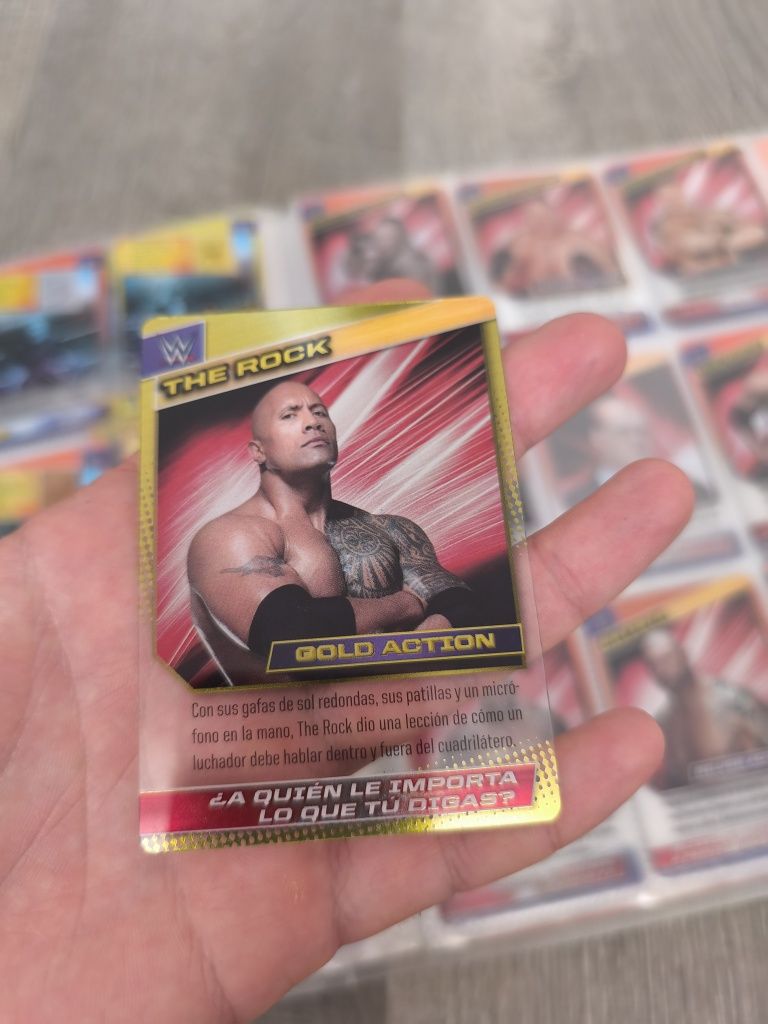 W
THE ROCK
GOLD ACTION
Con sus gafas de sol redondas, sus patillas y un micró-
fono en la mano, The Rock dio una lección de cómo un
luchador debe hablar dentro y fuera del cuadrilátero.
¿A QUIÉN LE IMPORTA
LO QUE TÚ DIGAS?